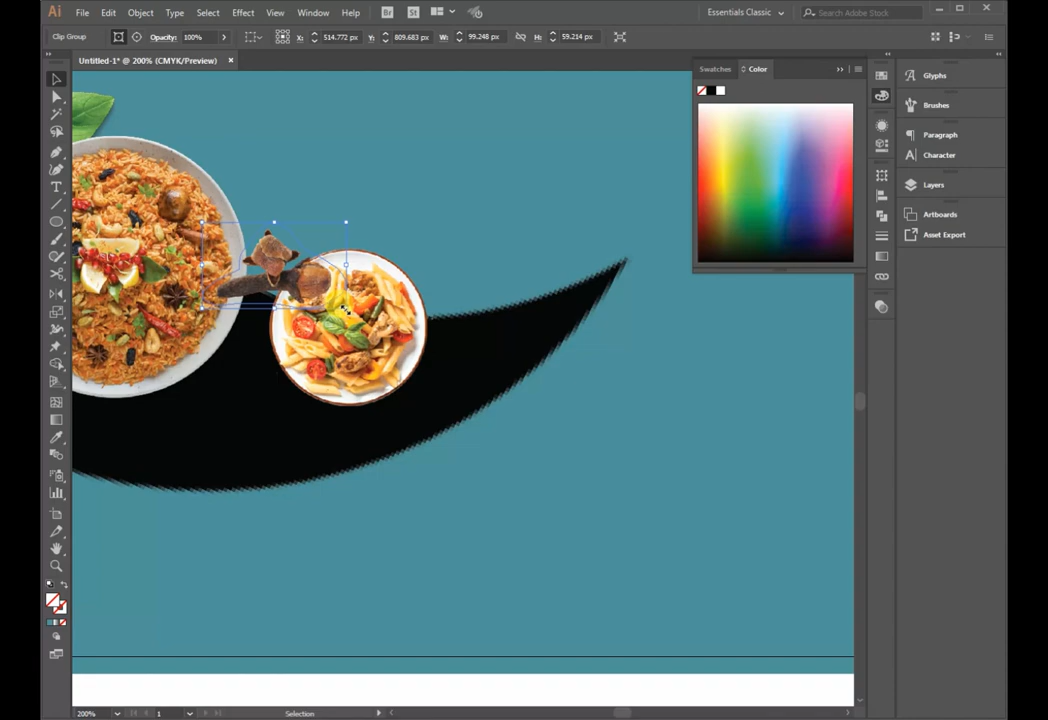 Ai File Edit Object Type Select Effect View Window Help Br St Essentials Classic Search Adobe Stock
Clip Group Opacity: 100% X: 514.772 px Y: 809.683 px W: 99.248 px H: 59.214 px
Untitled-1* @ 200% (CMYK/Preview) ×
Swatches Color
Glyphs
Brushes
Paragraph
Character
Layers
Artboards
Asset Export
200% 1 Selection